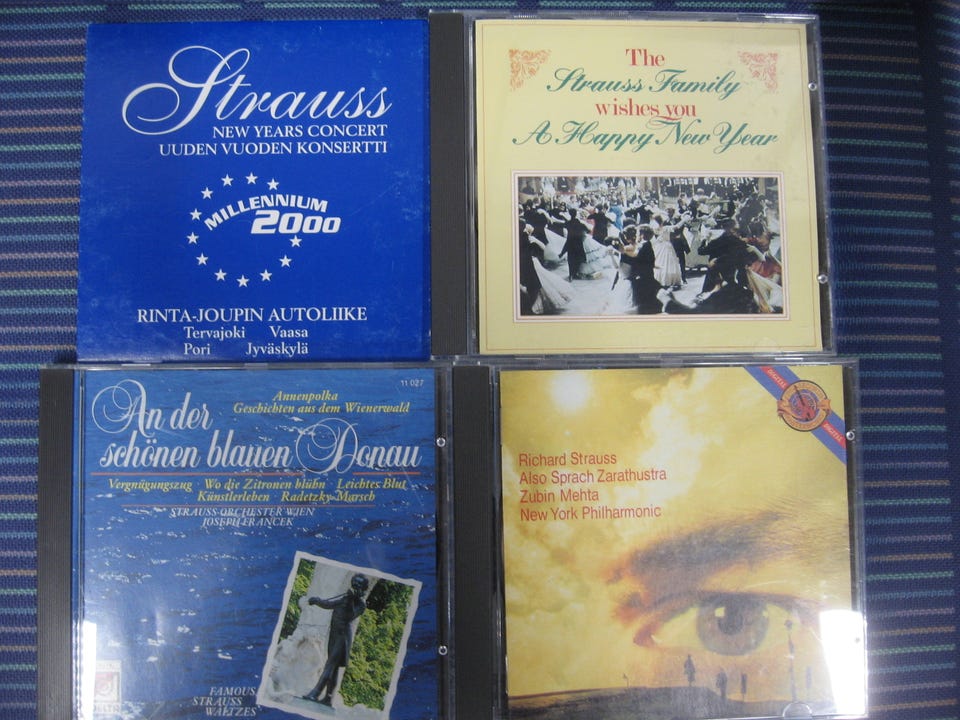 Strauss
NEW YEARS CONCERT
UUDEN VUODEN KONSERTTI
MILLENNIUM
2000
RINTA-JOUPIN AUTOLIIKE
Tervajoki Vaasa
Pori Jyväskylä
The
Strauss Family
wishes you
A Happy New Year
11 027
Annenpolka
Geschichten aus dem Wienerwald
An der
schönen blauen Donau
Vergnügungszug Wo die Zitronen blühn Leichtes Blut
Künstlerleben Radetzky-Marsch
STRAUSS-ORCHESTER WIEN
JOSEPH FRANCEK
FAMOUS
STRAUSS
WALTZES
DIGITAL
DIGITAL
Richard Strauss
Also Sprach Zarathustra
Zubin Mehta
New York Philharmonic